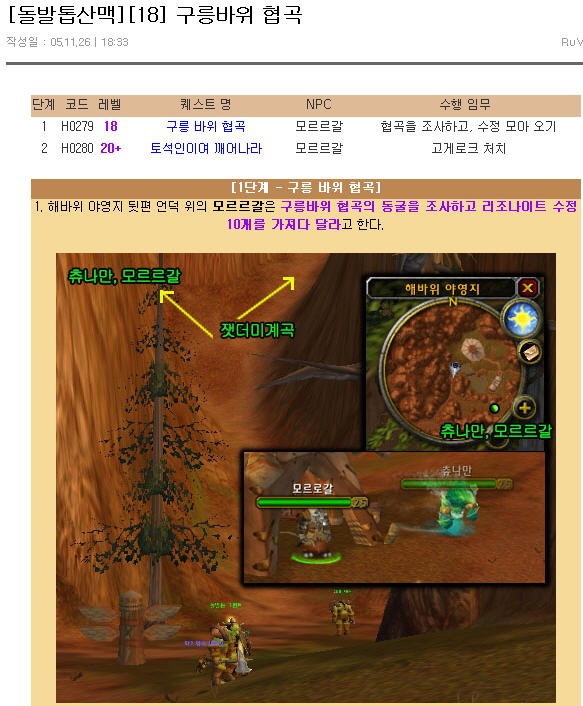 [돌발톱산맥][18] 구릉바위 협곡
작성일 : 05.11.26 | 18:33
RuV
단계 코드 레벨 퀘스트 명 NPC 수행 임무
1 H0279 18 구릉 바위 협곡 모르르갈 협곡을 조사하고, 수정 모아 오기
2 H0280 20+ 토석인이여 깨어나라 모르르갈 고게로크 처치
[1단계 - 구릉 바위 협곡]
1. 해바위 야영지 뒷편 언덕 위의 모르르갈은 구릉바위 협곡의 동굴을 조사하고 리조나이트 수정
10개를 가져다 달라고 한다.
츄나만, 모르르갈
잿더미계곡
해바위 야영지
N
츄나만, 모르르갈
모르로갈
츄나만
25